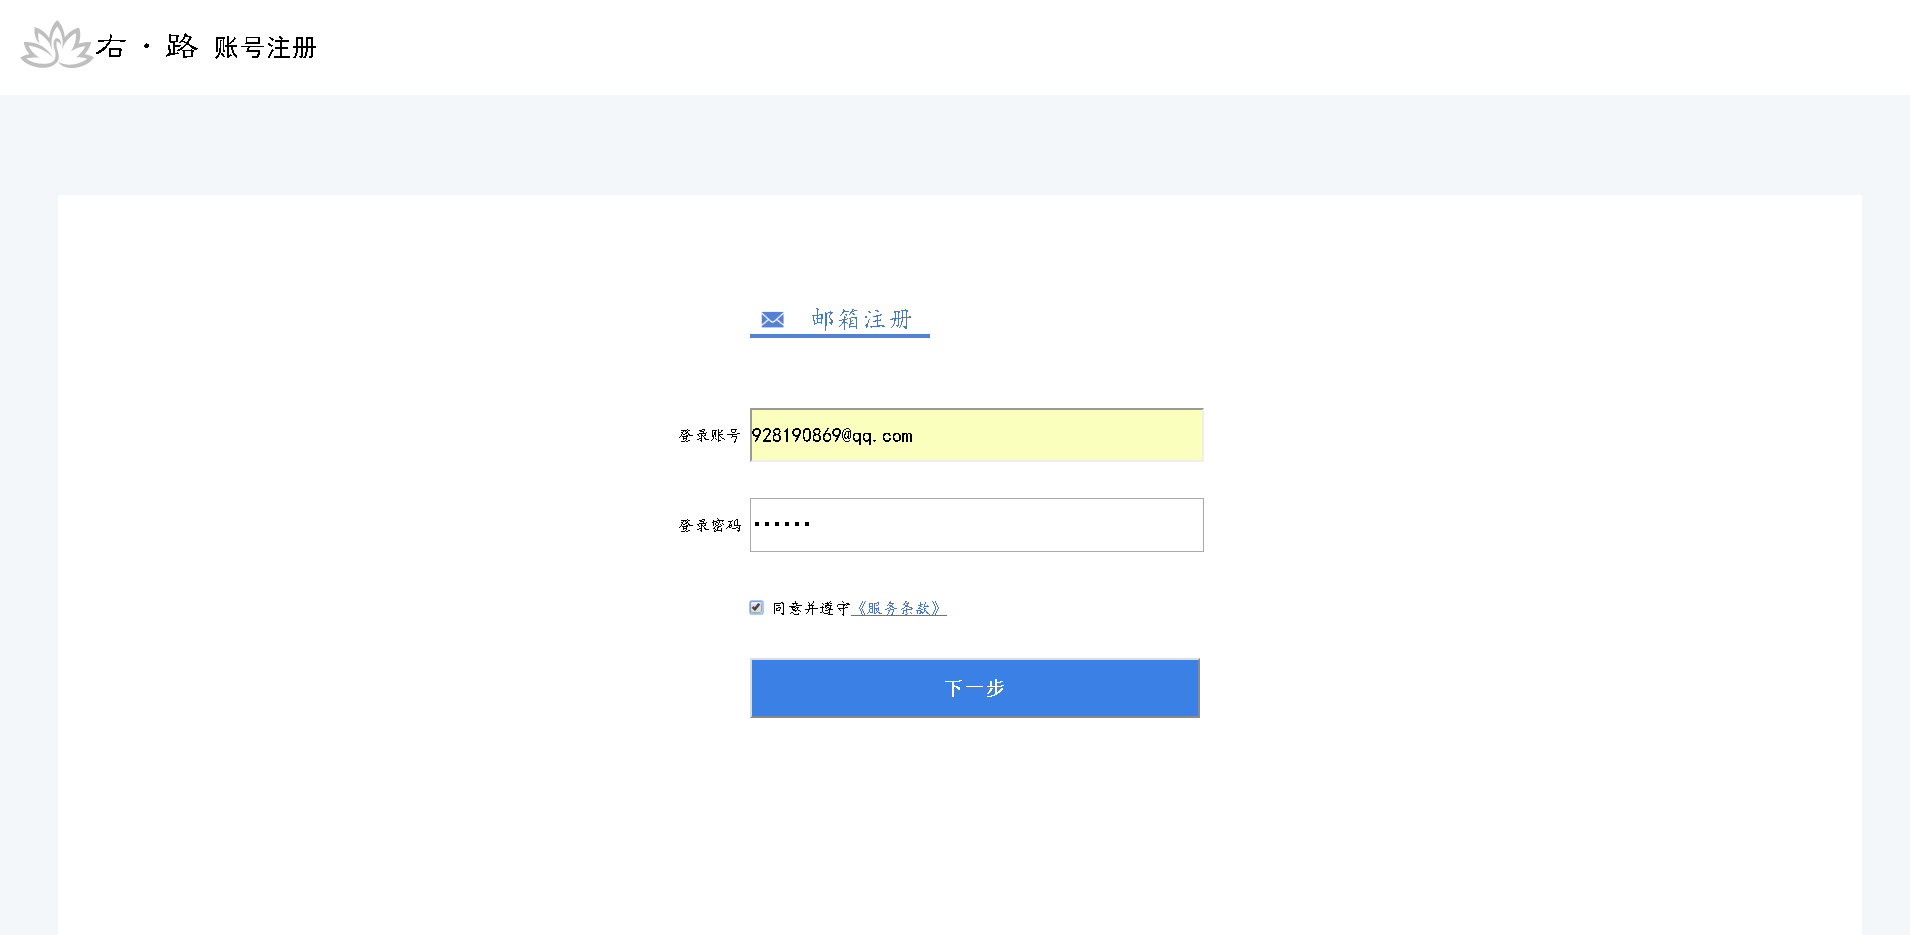 右·路 账号注册
邮箱注册
登录账号 928190869@qq.com
登录密码 ••••••
同意并遵守《服务条款》
下一步